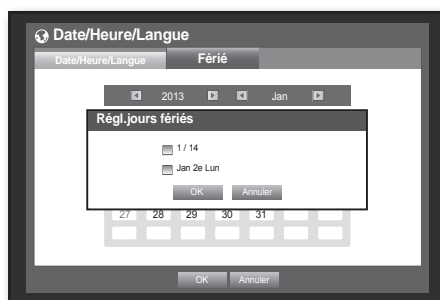 Date/Heure/Langue
Date/Heure/Langue Férié
2013 Jan
Régl.jours fériés
1 / 14
Jan 2e Lun
OK Annuler
27 28 29 30 31
OK Annuler